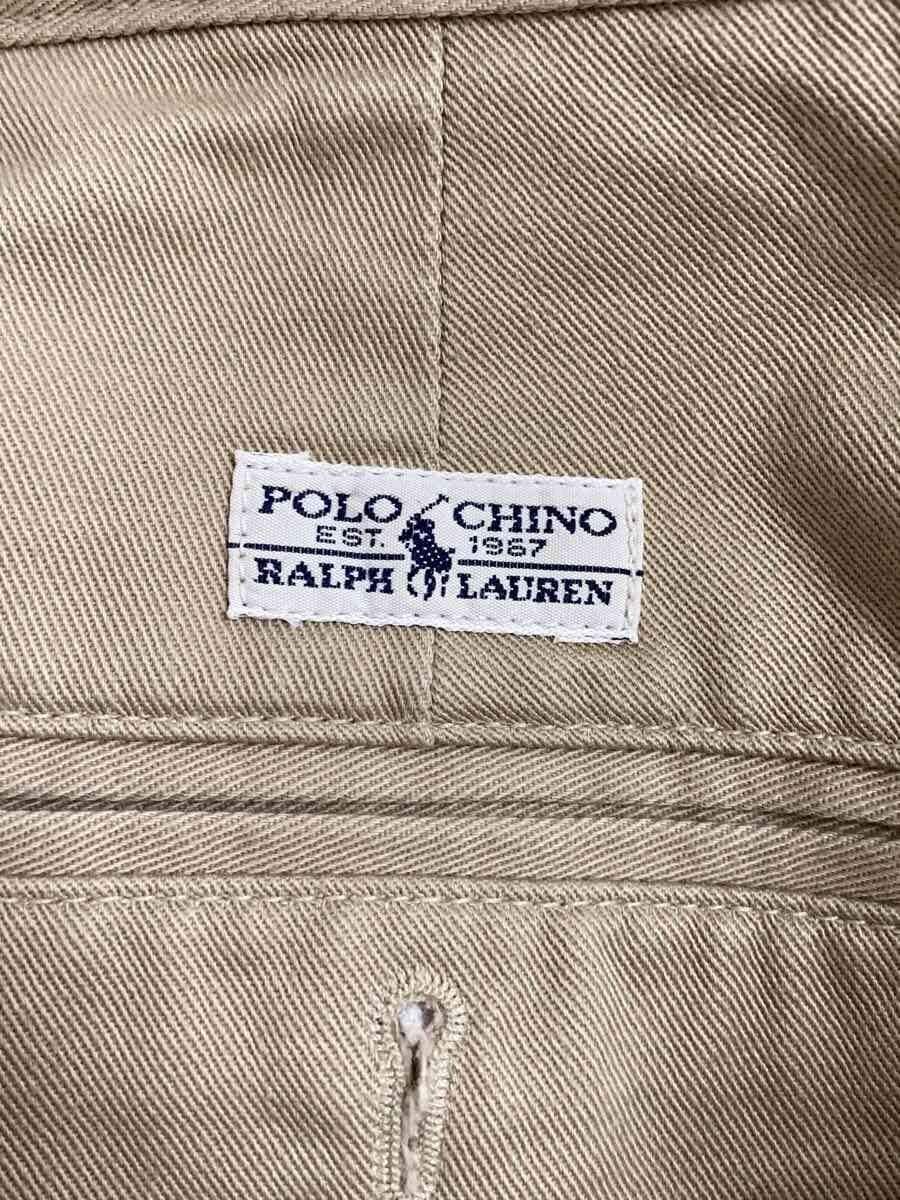 POLO CHINO
EST. 1967
RALPH LAUREN